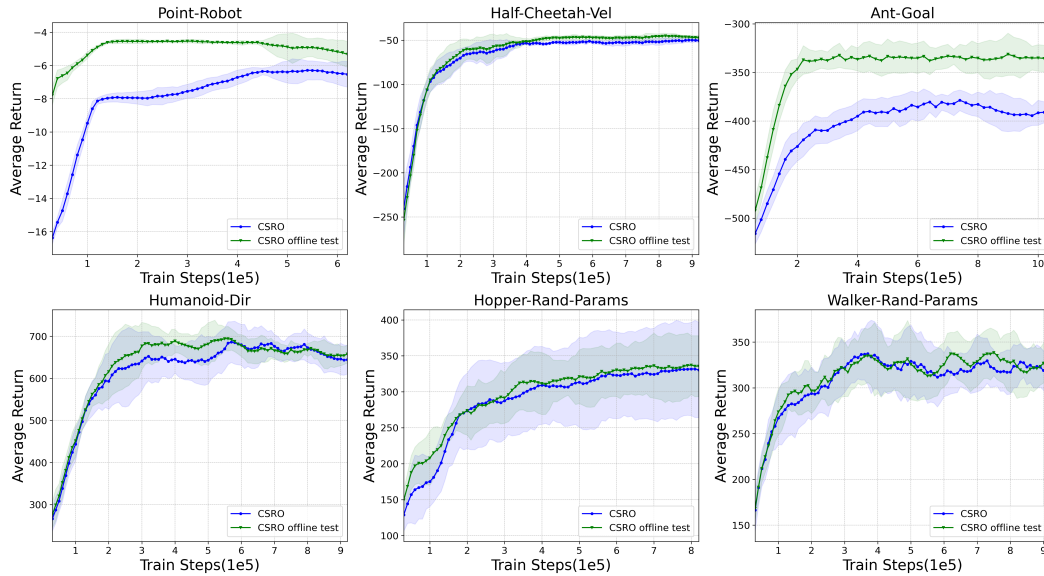 Point-Robot
Half-Cheetah-Vel
Ant-Goal
Average Return
−4
−6
−8
−10
−12
−14
−16
CSRO
CSRO offline test
1
2
3
4
5
6
Train Steps(1e5)
Average Return
−50
−100
−150
−200
−250
CSRO
CSRO offline test
1
2
3
4
5
6
7
8
9
Train Steps(1e5)
Average Return
−300
−350
−400
−450
−500
CSRO
CSRO offline test
2
4
6
8
10
Train Steps(1e5)
Humanoid-Dir
Hopper-Rand-Params
Walker-Rand-Params
Average Return
700
600
500
400
300
CSRO
CSRO offline test
1
2
3
4
5
6
7
8
9
Train Steps(1e5)
Average Return
400
350
300
250
200
150
100
CSRO
CSRO offline test
1
2
3
4
5
6
7
8
Train Steps(1e5)
Average Return
350
300
250
200
150
CSRO
CSRO offline test
1
2
3
4
5
6
7
8
9
Train Steps(1e5)